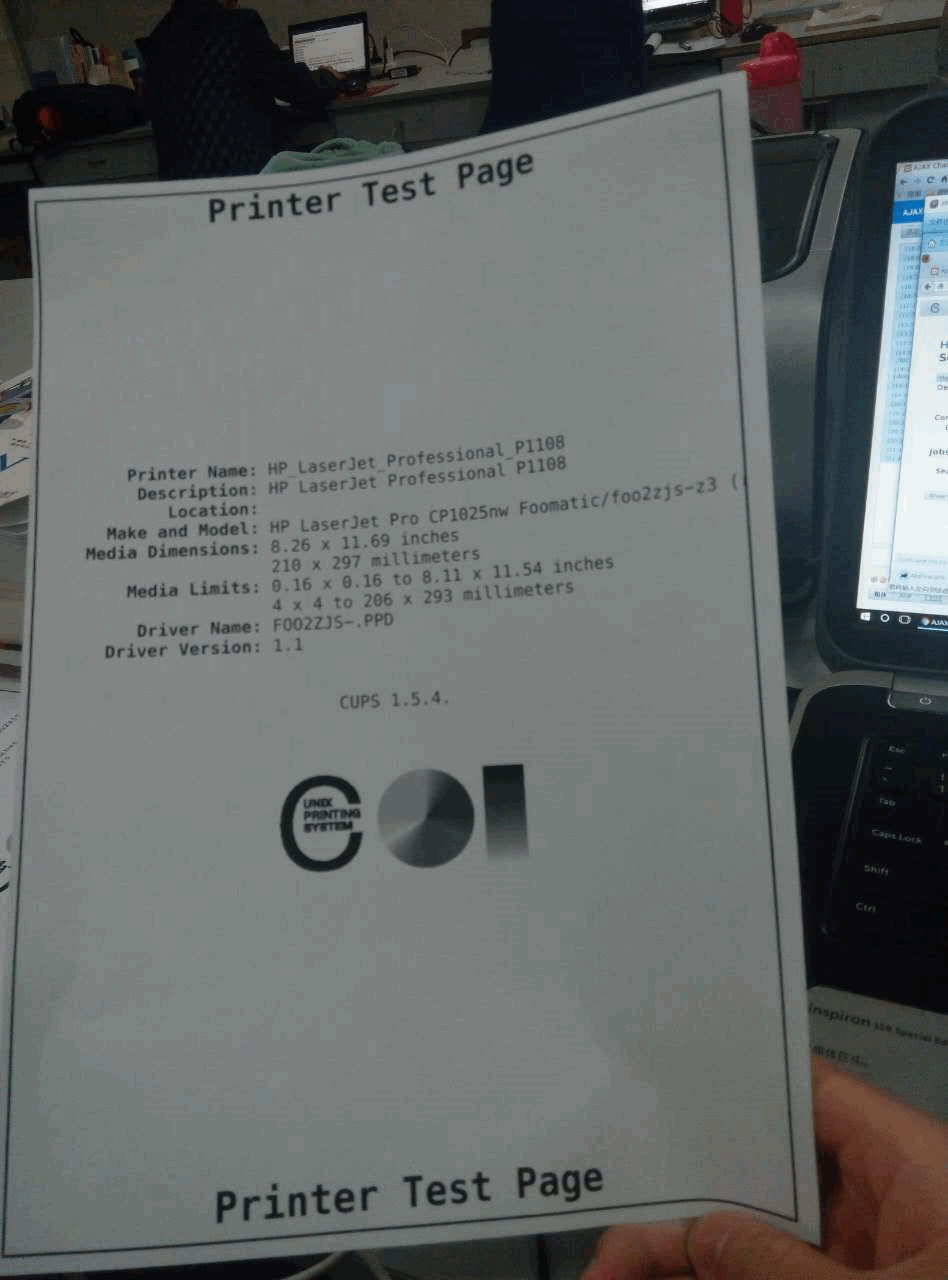 Printer Test Page
Printer Name: HP_LaserJet_Professional_P1108
Description: HP LaserJet Professional P1108
Location:
Make and Model: HP LaserJet Pro CP1025nw Foomatic/foo2zjs-z3 (
Media Dimensions: 8.26 x 11.69 inches
210 x 297 millimeters
Media Limits: 0.16 x 0.16 to 8.11 x 11.54 inches
4 x 4 to 206 x 293 millimeters
Driver Name: FOO2ZJS-.PPD
Driver Version: 1.1
CUPS 1.5.4.
UNIX
PRINTING
SYSTEM
Printer Test Page
AJAX
Jobs
Esc
Tab
Caps Lock
Shift
Ctrl
inspiron